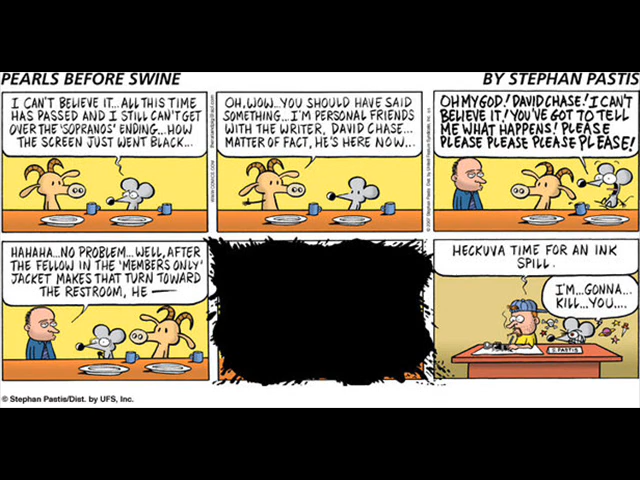 PEARLS BEFORE SWINE
BY STEPHAN PASTIS
I CAN'T BELIEVE IT...ALL THIS TIME
HAS PASSED AND I STILL CAN'T GET
OVER THE 'SOPRANOS' ENDING...HOW
THE SCREEN JUST WENT BLACK...
OH, WOW...YOU SHOULD HAVE SAID
SOMETHING...I'M PERSONAL FRIENDS
WITH THE WRITER, DAVID CHASE...
MATTER OF FACT, HE'S HERE NOW...
OH MY GOD! DAVID CHASE! I CAN'T
BELIEVE IT! YOU'VE GOT TO TELL
ME WHAT HAPPENS! PLEASE
PLEASE PLEASE PLEASE PLEASE!
HAHAHA...NO PROBLEM...WELL, AFTER
THE FELLOW IN THE 'MEMBERS ONLY'
JACKET MAKES THAT TURN TOWARD
THE RESTROOM, HE —
HECKUVA TIME FOR AN INK
SPILL.
I'M...GONNA...
KILL...YOU....
S. PASTIS
© Stephan Pastis/Dist. by UFS, Inc.